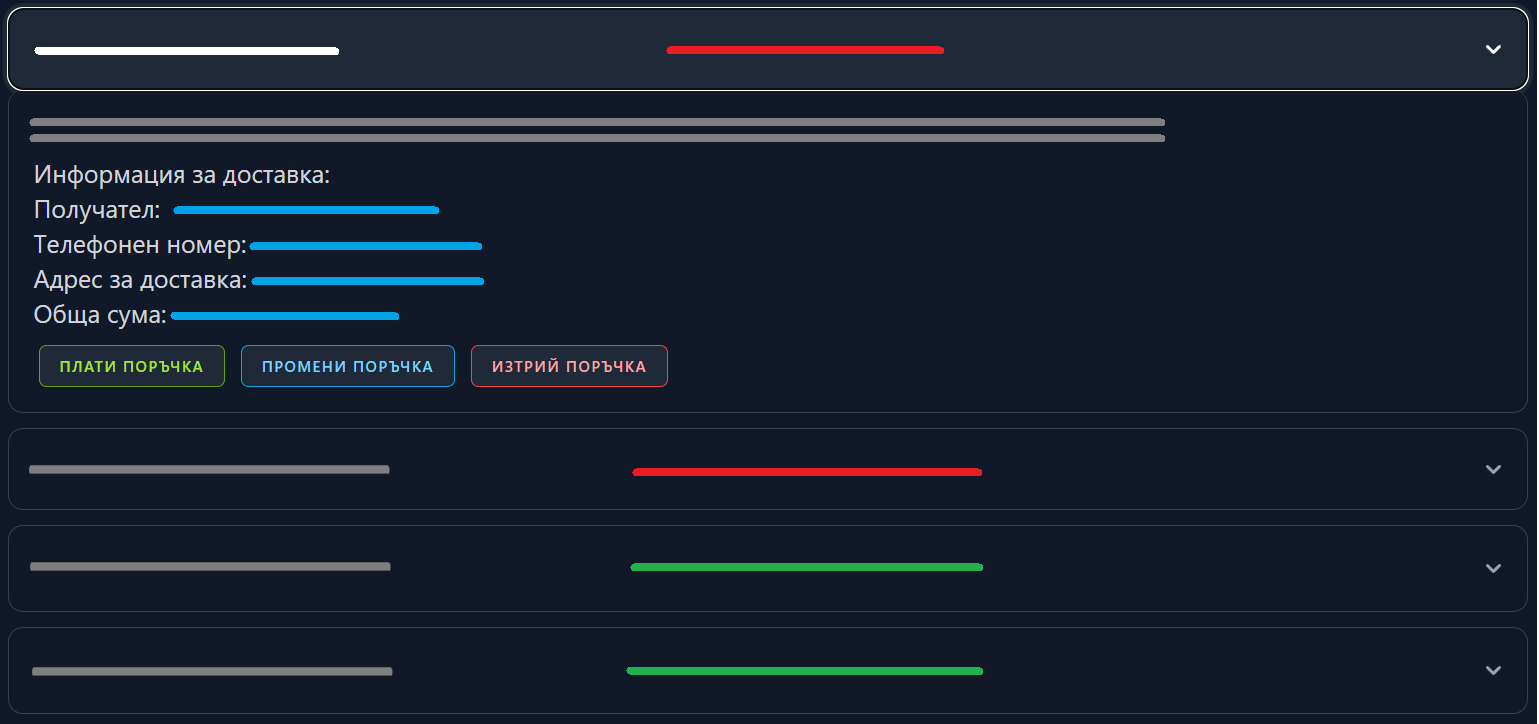 Информация за доставка:
Получател:
Телефонен номер:
Адрес за доставка:
Обща сума:
ПЛАТИ ПОРЪЧКА ПРОМЕНИ ПОРЪЧКА ИЗТРИЙ ПОРЪЧКА